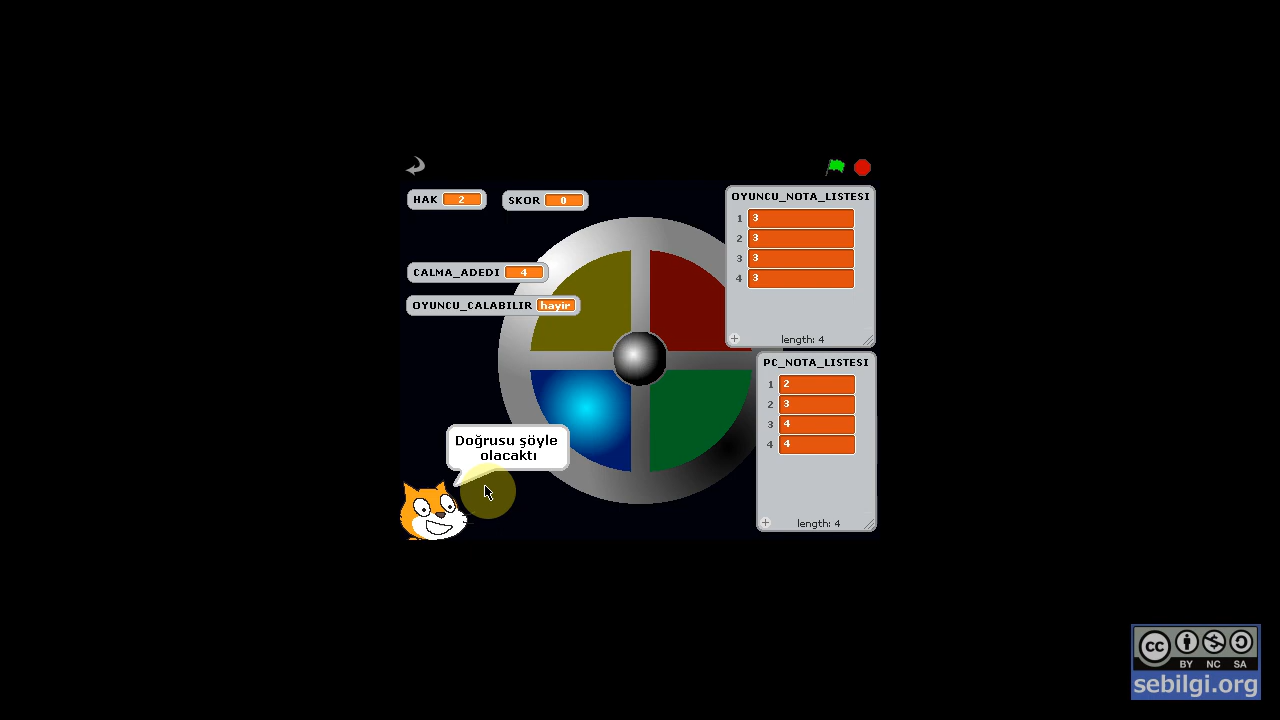 HAK 2
SKOR 0
OYUNCU_NOTA_LISTESI
1 3
2 3
3 3
4 3
length: 4
CALMA_ADEDI 4
OYUNCU_CALABILIR hayir
PC_NOTA_LISTESI
1 2
2 3
3 4
4 4
length: 4
Doğrusu şöyle
olacaktı
cc
BY NC SA
sebilgi.org